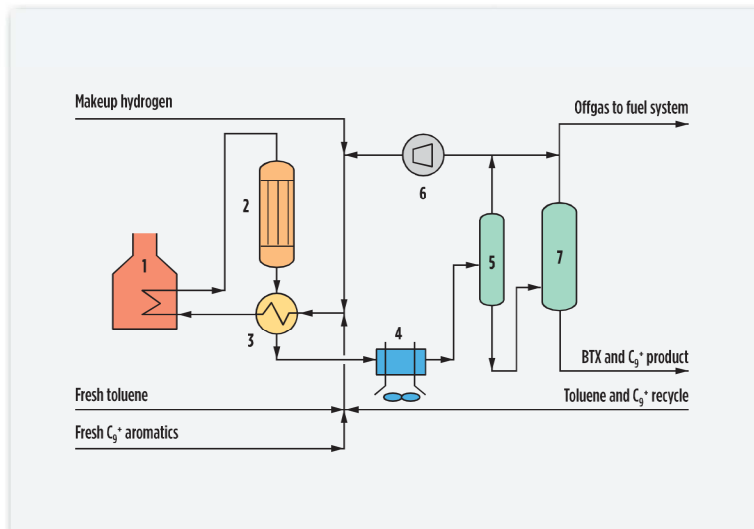 Makeup hydrogen
Offgas to fuel system
6
2
5
7
1
3
4
BTX and C₉⁺ product
Fresh toluene
Toluene and C₉⁺ recycle
Fresh C₉⁺ aromatics